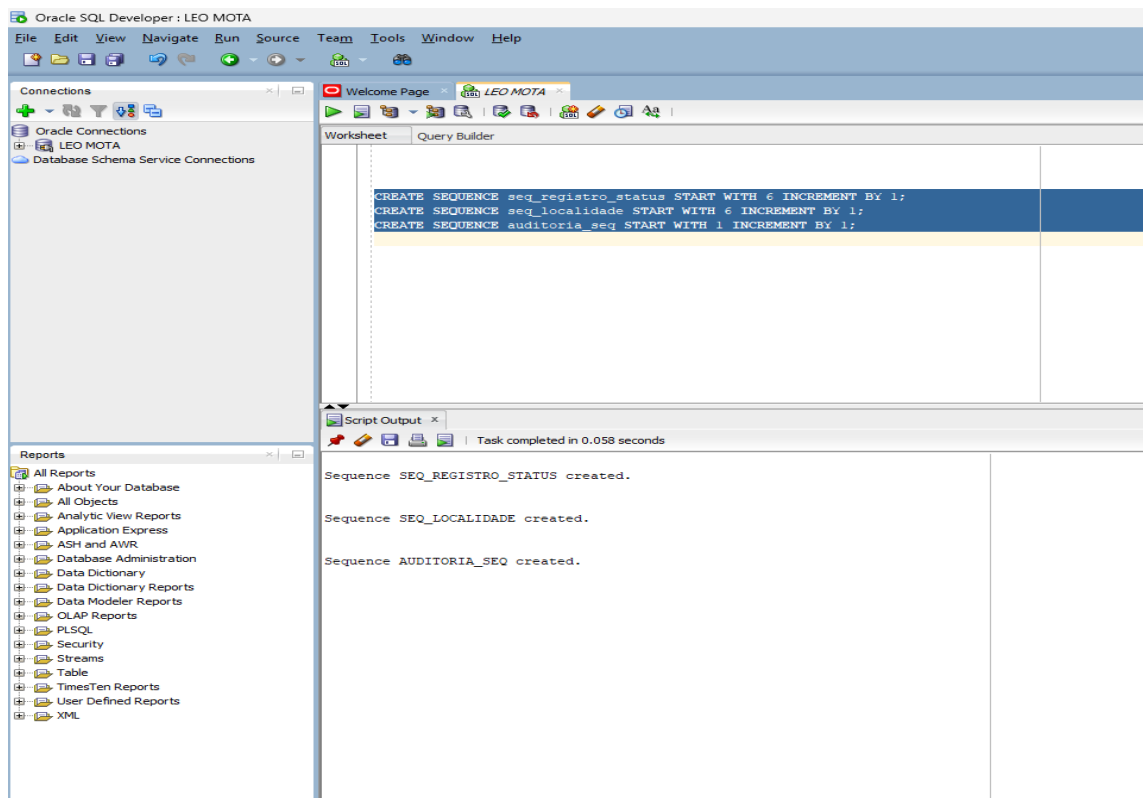 Oracle SQL Developer : LEO MOTA
File Edit View Navigate Run Source Team Tools Window Help
Connections
Oracle Connections
LEO MOTA
Database Schema Service Connections
Welcome Page
LEO MOTA
Worksheet Query Builder
CREATE SEQUENCE seq_registro_status START WITH 6 INCREMENT BY 1;
CREATE SEQUENCE seq_localidade START WITH 6 INCREMENT BY 1;
CREATE SEQUENCE auditoria_seq START WITH 1 INCREMENT BY 1;
Script Output
Task completed in 0.058 seconds
Sequence SEQ_REGISTRO_STATUS created.
Sequence SEQ_LOCALIDADE created.
Sequence AUDITORIA_SEQ created.
Reports
All Reports
About Your Database
All Objects
Analytic View Reports
Application Express
ASH and AWR
Database Administration
Data Dictionary
Data Dictionary Reports
Data Modeler Reports
OLAP Reports
PLSQL
Security
Streams
Table
TimesTen Reports
User Defined Reports
XML